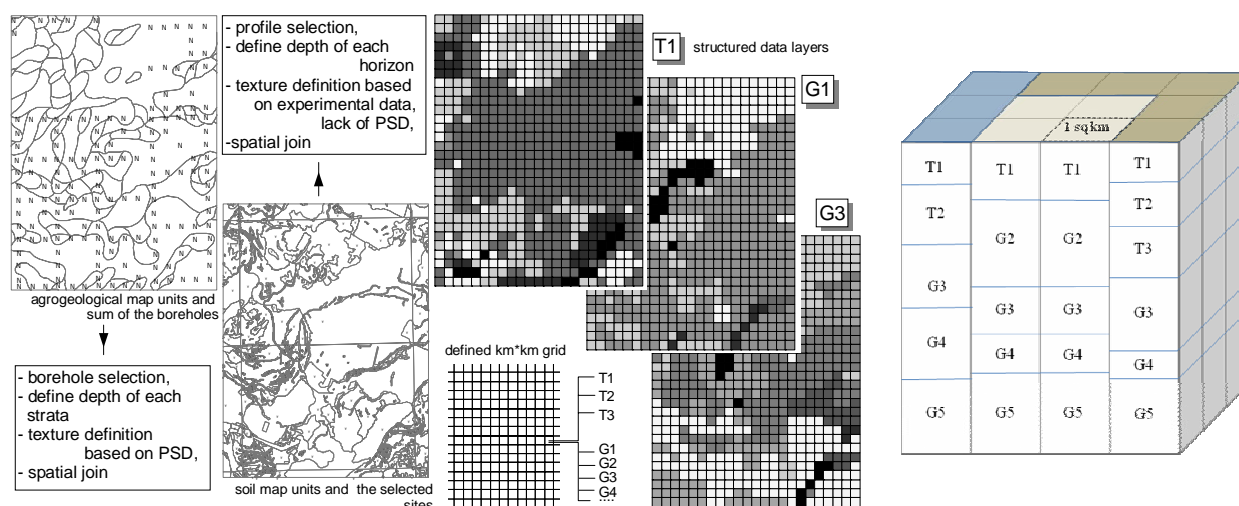 - profile selection,
- define depth of each
horizon
- texture definition based
on experimental data,
lack of PSD,
-spatial join
agrogeological map units and
sum of the boreholes
- borehole selection,
- define depth of each
strata
- texture definition
based on PSD,
- spatial join
soil map units and the selected
sites
T1
structured data layers
G1
G3
defined km*km grid
T1
T2
T3
G1
G2
G3
G4
....
1 sqkm
T1
T2
G3
G4
G5
T1
G2
G3
G4
G5
T1
G2
G3
G4
G5
T1
T2
T3
G3
G4
G5